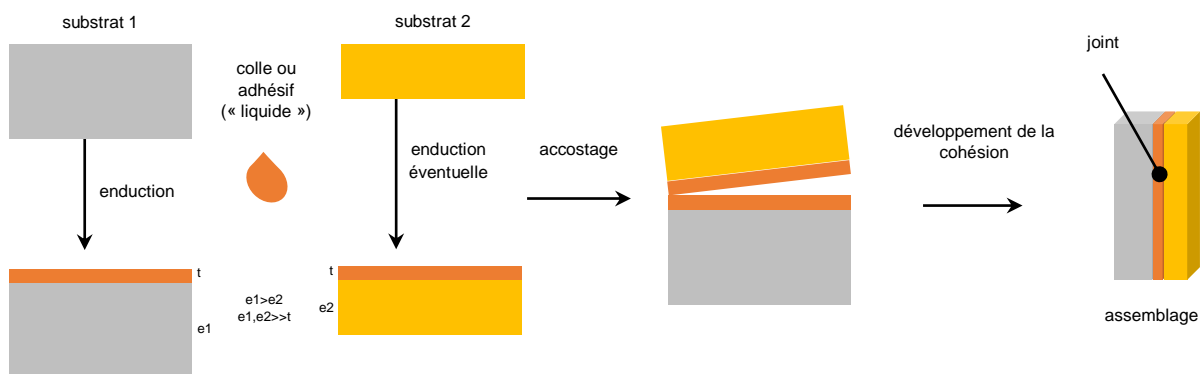 substrat 1
substrat 2
colle ou
adhésif
(« liquide »)
enduction
enduction
éventuelle
accostage
développement de la
cohésion
joint
t
e1
e1>e2
e1,e2>>t
t
e2
assemblage